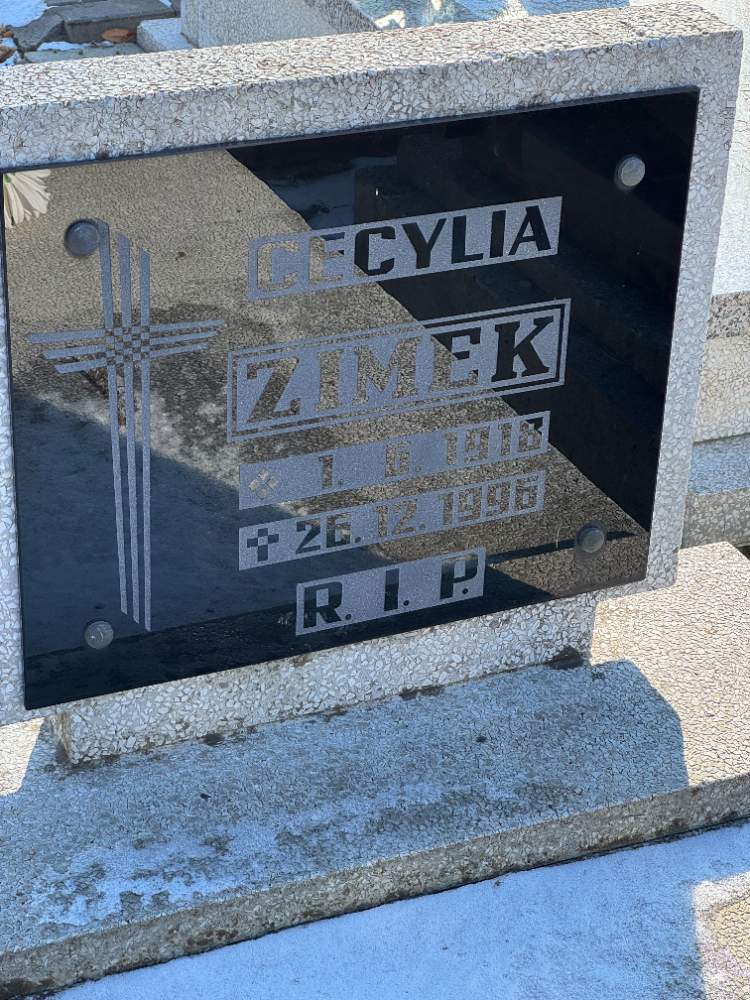 CECYLIA
ZIMEK
1. 6. 1918
26. 12. 1996
R. I. P.